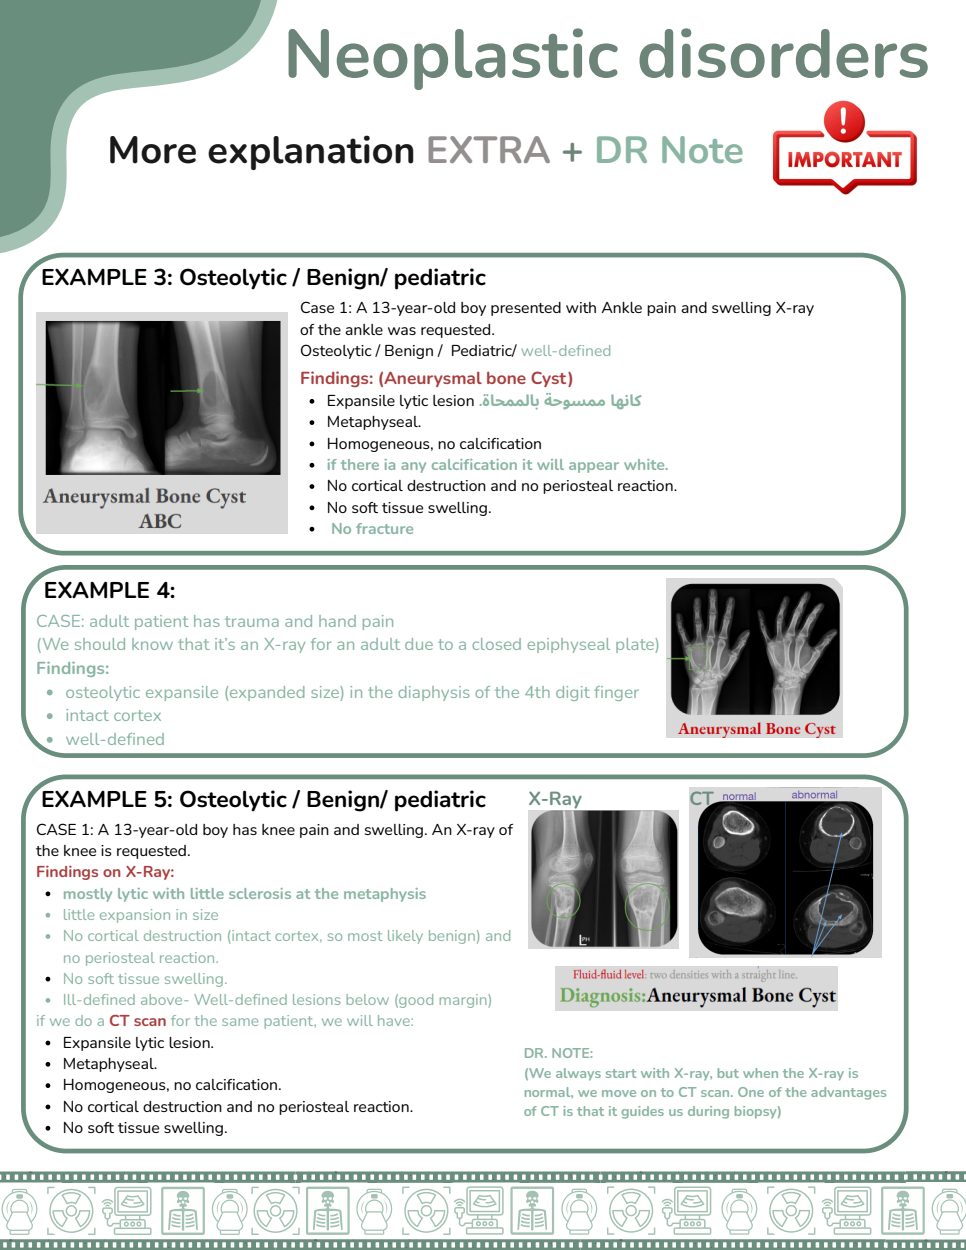 Neoplastic disorders
More explanation EXTRA + DR Note
!
IMPORTANT
EXAMPLE 3: Osteolytic / Benign/ pediatric
Aneurysmal Bone Cyst
ABC
Case 1: A 13-year-old boy presented with Ankle pain and swelling X-ray
of the ankle was requested.
Osteolytic / Benign / Pediatric/ well-defined
Findings: (Aneurysmal bone Cyst)
• Expansile lytic lesion كانها ممسوحة بالممحاة.
• Metaphyseal.
• Homogeneous, no calcification
• if there ia any calcification it will appear white.
• No cortical destruction and no periosteal reaction.
• No soft tissue swelling.
• No fracture
EXAMPLE 4:
CASE: adult patient has trauma and hand pain
(We should know that it's an X-ray for an adult due to a closed epiphyseal plate)
Findings:
• osteolytic expansile (expanded size) in the diaphysis of the 4th digit finger
• intact cortex
• well-defined
Aneurysmal Bone Cyst
EXAMPLE 5: Osteolytic / Benign/ pediatric
CASE 1: A 13-year-old boy has knee pain and swelling. An X-ray of
the knee is requested.
Findings on X-Ray:
• mostly lytic with little sclerosis at the metaphysis
• little expansion in size
• No cortical destruction (intact cortex, so most likely benign) and
no periosteal reaction.
• No soft tissue swelling.
• Ill-defined above- Well-defined lesions below (good margin)
if we do a CT scan for the same patient, we will have:
• Expansile lytic lesion.
• Metaphyseal.
• Homogeneous, no calcification.
• No cortical destruction and no periosteal reaction.
• No soft tissue swelling.
X-Ray
L PH
CT normal abnormal
Fluid-fluid level: two densities with a straight line.
Diagnosis:Aneurysmal Bone Cyst
DR. NOTE:
(We always start with X-ray, but when the X-ray is
normal, we move on to CT scan. One of the advantages
of CT is that it guides us during biopsy)